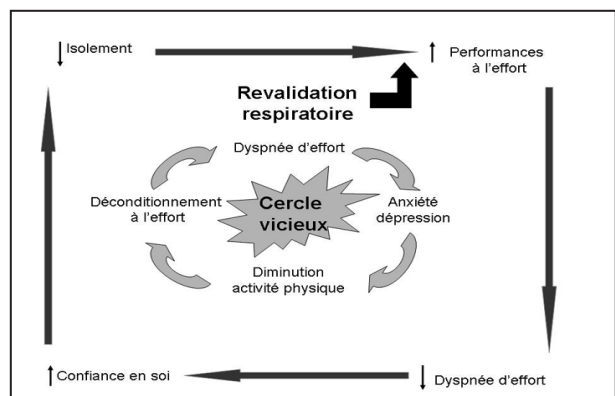 ↓ Isolement
↑ Performances
à l'effort
Revalidation
respiratoire
Dyspnée d'effort
Déconditionnement
à l'effort
Cercle
vicieux
Anxiété
dépression
Diminution
activité physique
↑ Confiance en soi
↓ Dyspnée d'effort